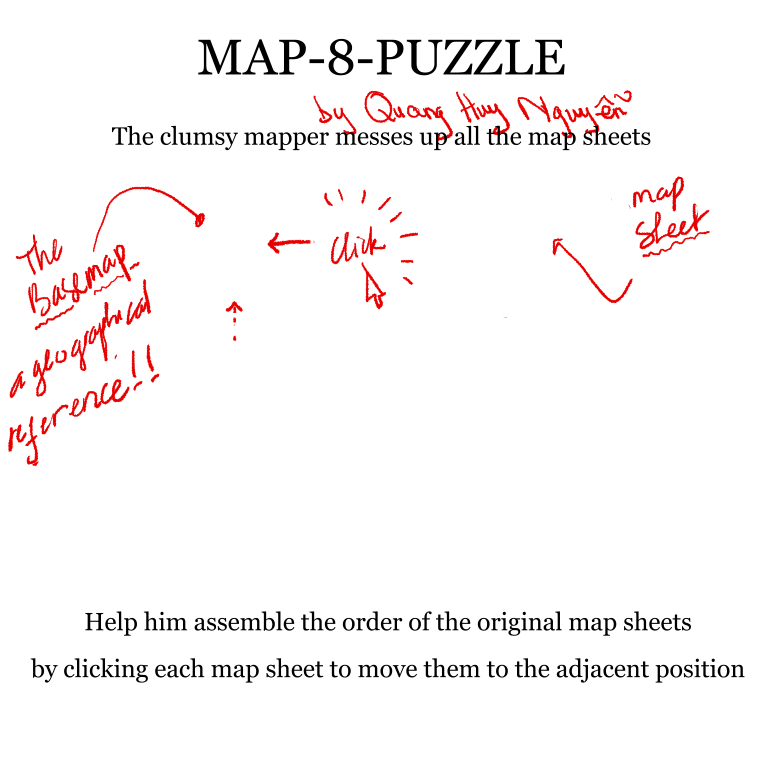 MAP-8-PUZZLE
by Quang Huy Nguyễn
The clumsy mapper messes up all the map sheets
map
sheet
click
The
Basemap
a geographical
reference!!
Help him assemble the order of the original map sheets
by clicking each map sheet to move them to the adjacent position